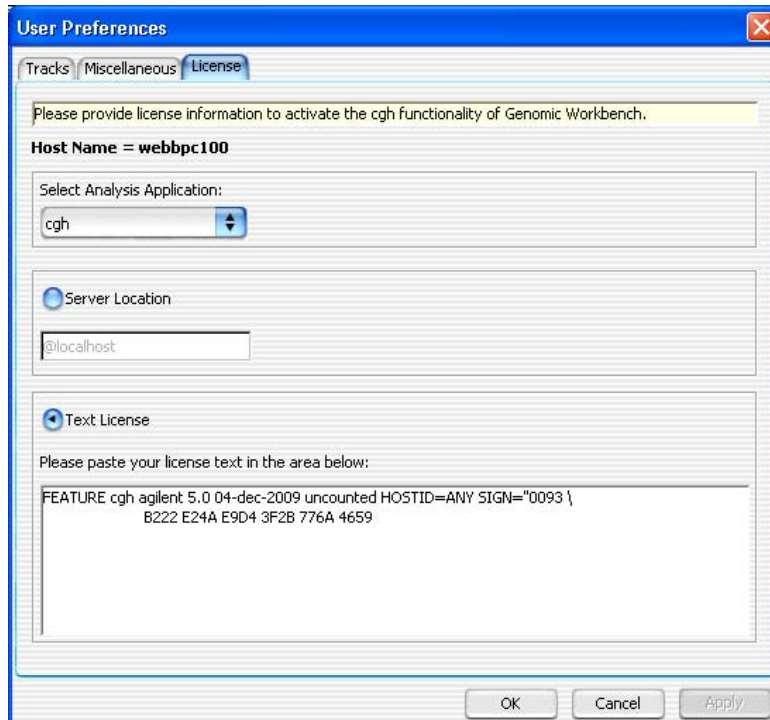 User Preferences
Tracks Miscellaneous License
Please provide license information to activate the cgh functionality of Genomic Workbench.
Host Name = webbpc100
Select Analysis Application:
cgh
Server Location
@localhost
Text License
Please paste your license text in the area below:
FEATURE cgh agilent 5.0 04-dec-2009 uncounted HOSTID=ANY SIGN="0093 \
B222 E24A E9D4 3F2B 776A 4659
OK Cancel Apply